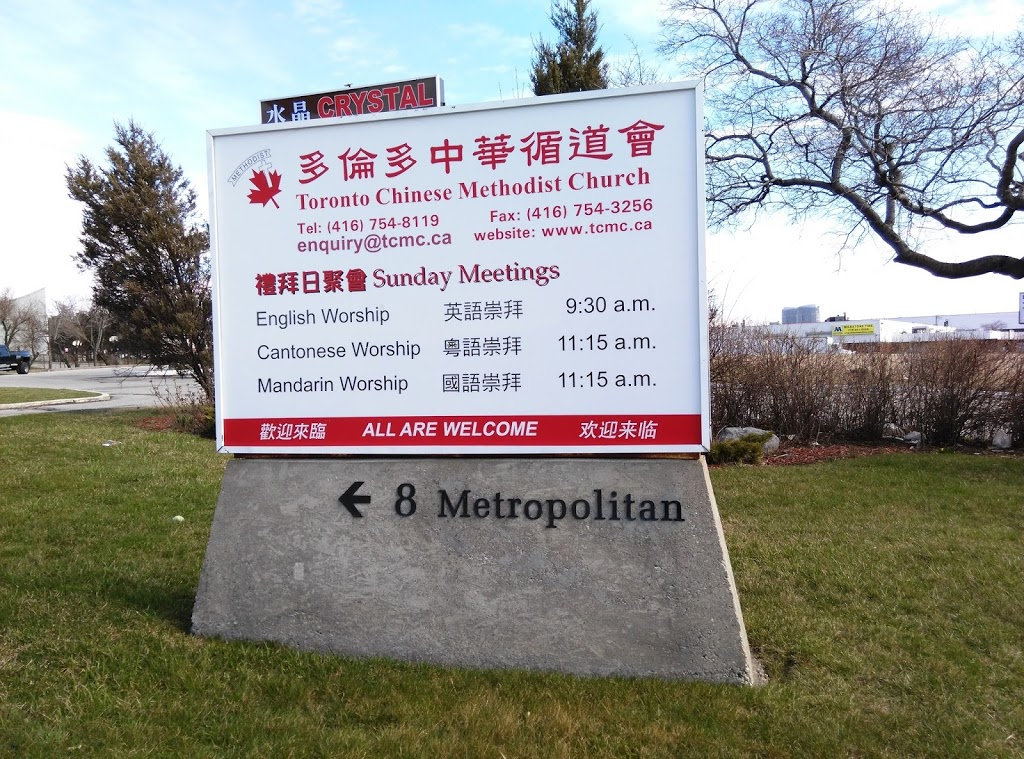 水晶 CRYSTAL
METHODIST
多倫多中華循道會
Toronto Chinese Methodist Church
Tel: (416) 754-8119 Fax: (416) 754-3256
enquiry@tcmc.ca website: www.tcmc.ca
禮拜日聚會 Sunday Meetings
English Worship 英語崇拜 9:30 a.m.
Cantonese Worship 粵語崇拜 11:15 a.m.
Mandarin Worship 國語崇拜 11:15 a.m.
歡迎來臨 ALL ARE WELCOME 欢迎来临
← 8 Metropolitan